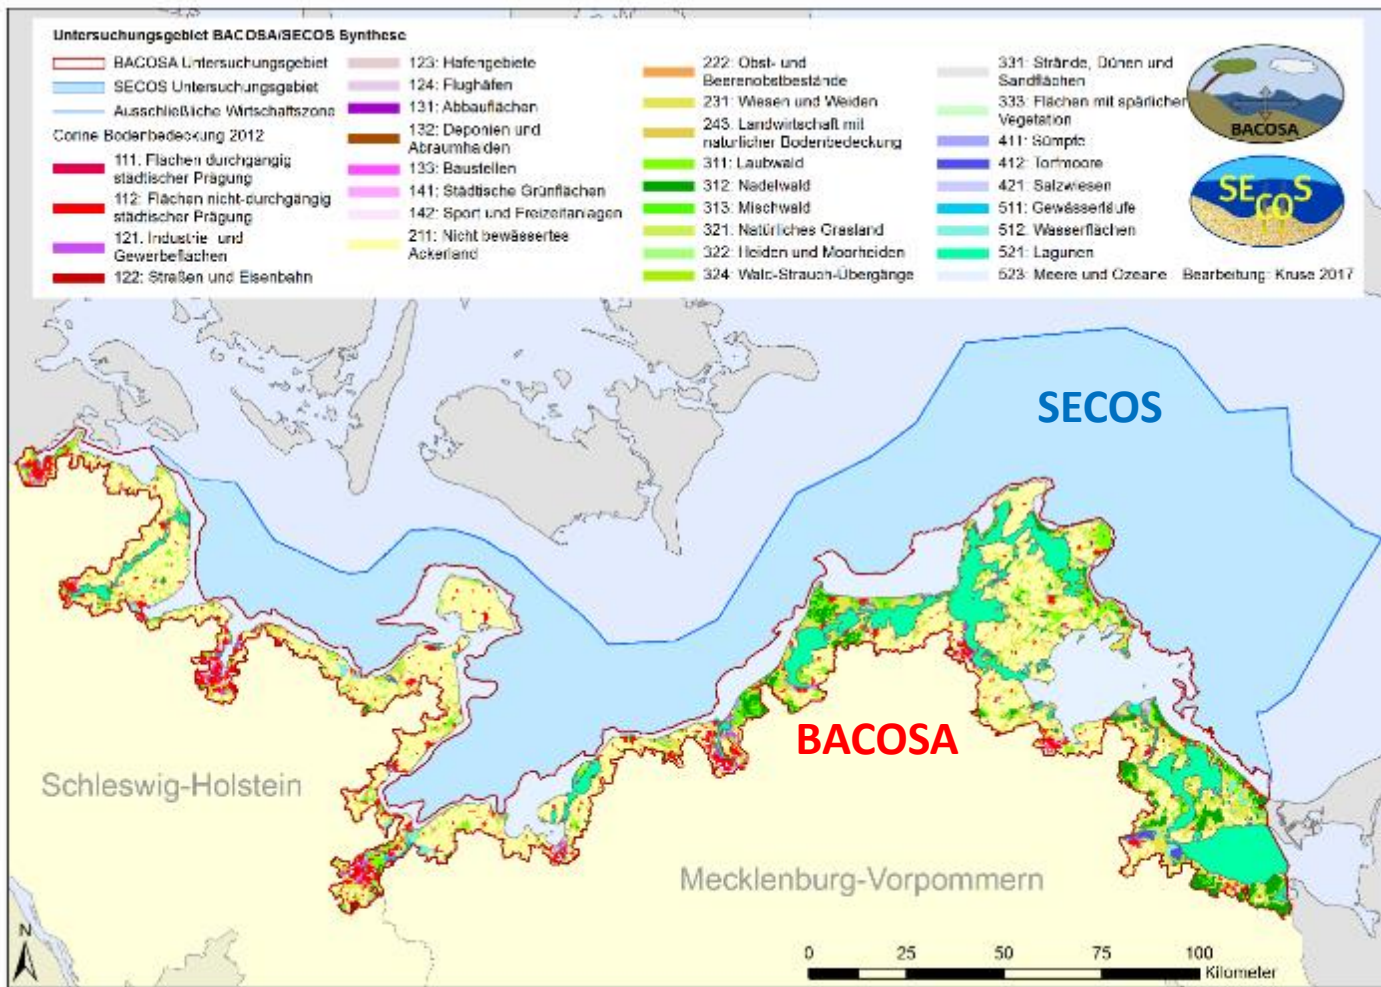 Untersuchungsgebiet BACOSA/SECOS Synthese
BACOSA Untersuchungsgebiet
SECOS Untersuchungsgebiet
Ausschließliche Wirtschaftszone
Corine Bodenbedeckung 2012
111. Flächen durchgängig
städtischer Prägung
112: Flächen nicht-durchgängig
städtischer Prägung
121. Industrie- und
Gewerbeflächen
122: Straßen und Eisenbahn
123: Hafengebiete
124: Flughäfen
131: Abbauflächen
132: Deponien und
Abraumhalden
133: Baustellen
141: Städtische Grünflächen
142: Sport und Freizeitanlagen
211: Nicht bewässertes
Ackerland
222: Obst- und
Beerenobstbestände
231: Wiesen und Weiden
243: Landwirtschaft mit
natürlicher Bodenbedeckung
311: Laubwald
312: Nadelwald
313: Mischwald
321: Natürliches Grasland
322: Heiden und Moorheiden
324: Wald-Strauch-Übergänge
331: Strände, Dünen und
Sandflächen
333: Flächen mit spärlicher
Vegetation
411: Sümpfe
412: Torfmoore
421: Salzwiesen
511: Gewässerläufe
512: Wasserflächen
521: Lagunen
523: Meere und Ozeane
Bearbeitung: Kruse 2017
BACOSA
SECOS
SECOS
BACOSA
Schleswig-Holstein
Mecklenburg-Vorpommern
N
0 25 50 75 100
Kilometer